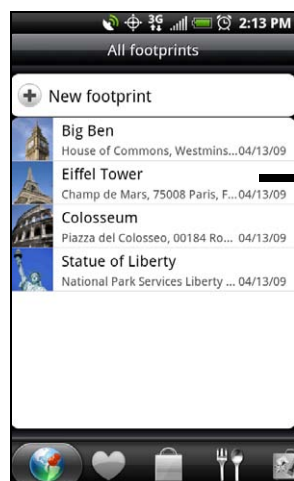 3G 2:13 PM
All footprints
New footprint
Big Ben
House of Commons, Westmins...04/13/09
Eiffel Tower
Champ de Mars, 75008 Paris, F...04/13/09
Colosseum
Piazza del Colosseo, 00184 Ro... 04/13/09
Statue of Liberty
National Park Services Liberty ... 04/13/09